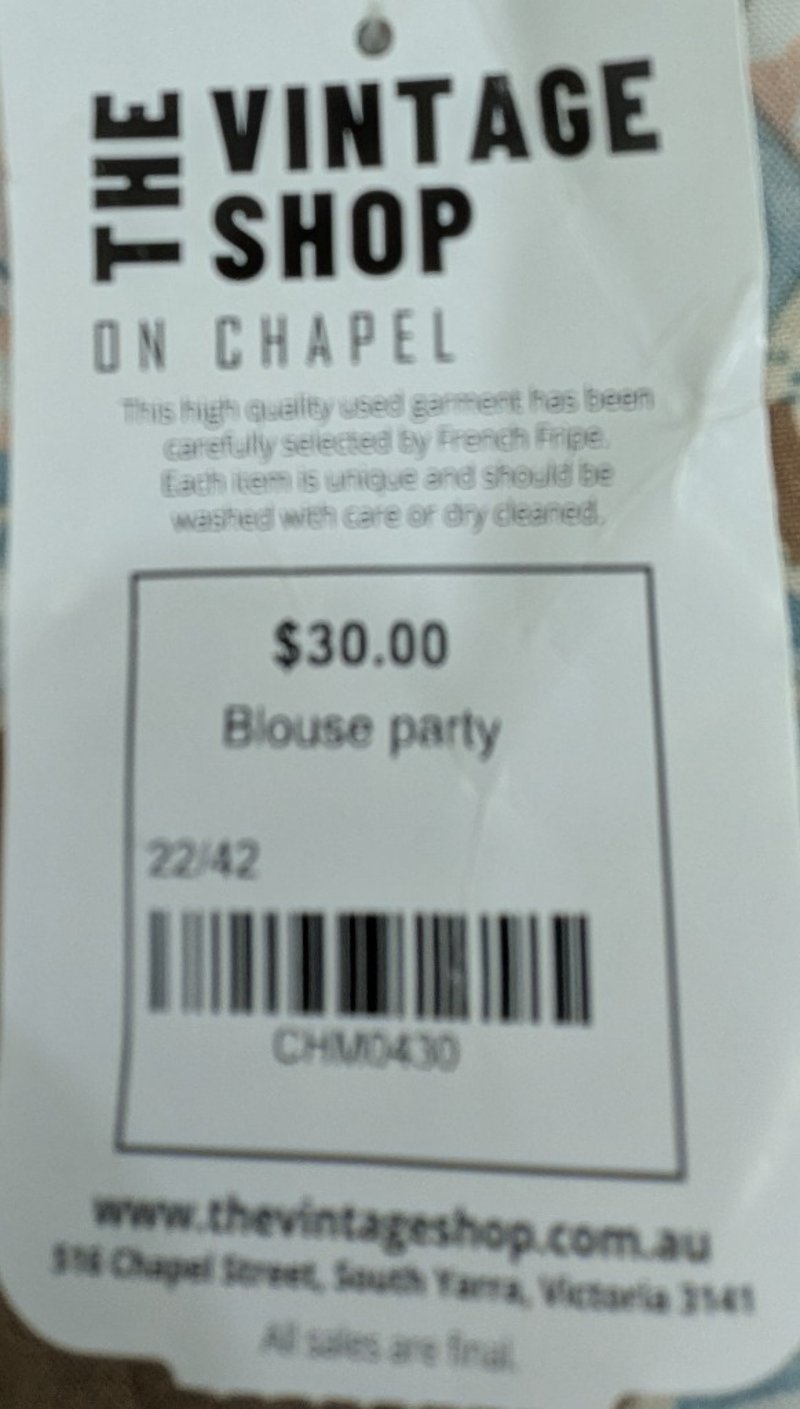 THE VINTAGE
SHOP
ON CHAPEL
This high quality used garment has been
carefully selected by French Fripe.
Each item is unique and should be
washed with care or dry cleaned.
$30.00
Blouse party
22/42
CHM0430
www.thevintageshop.com.au
516 Chapel Street, South Yarra, Victoria 3141
All sales are final.